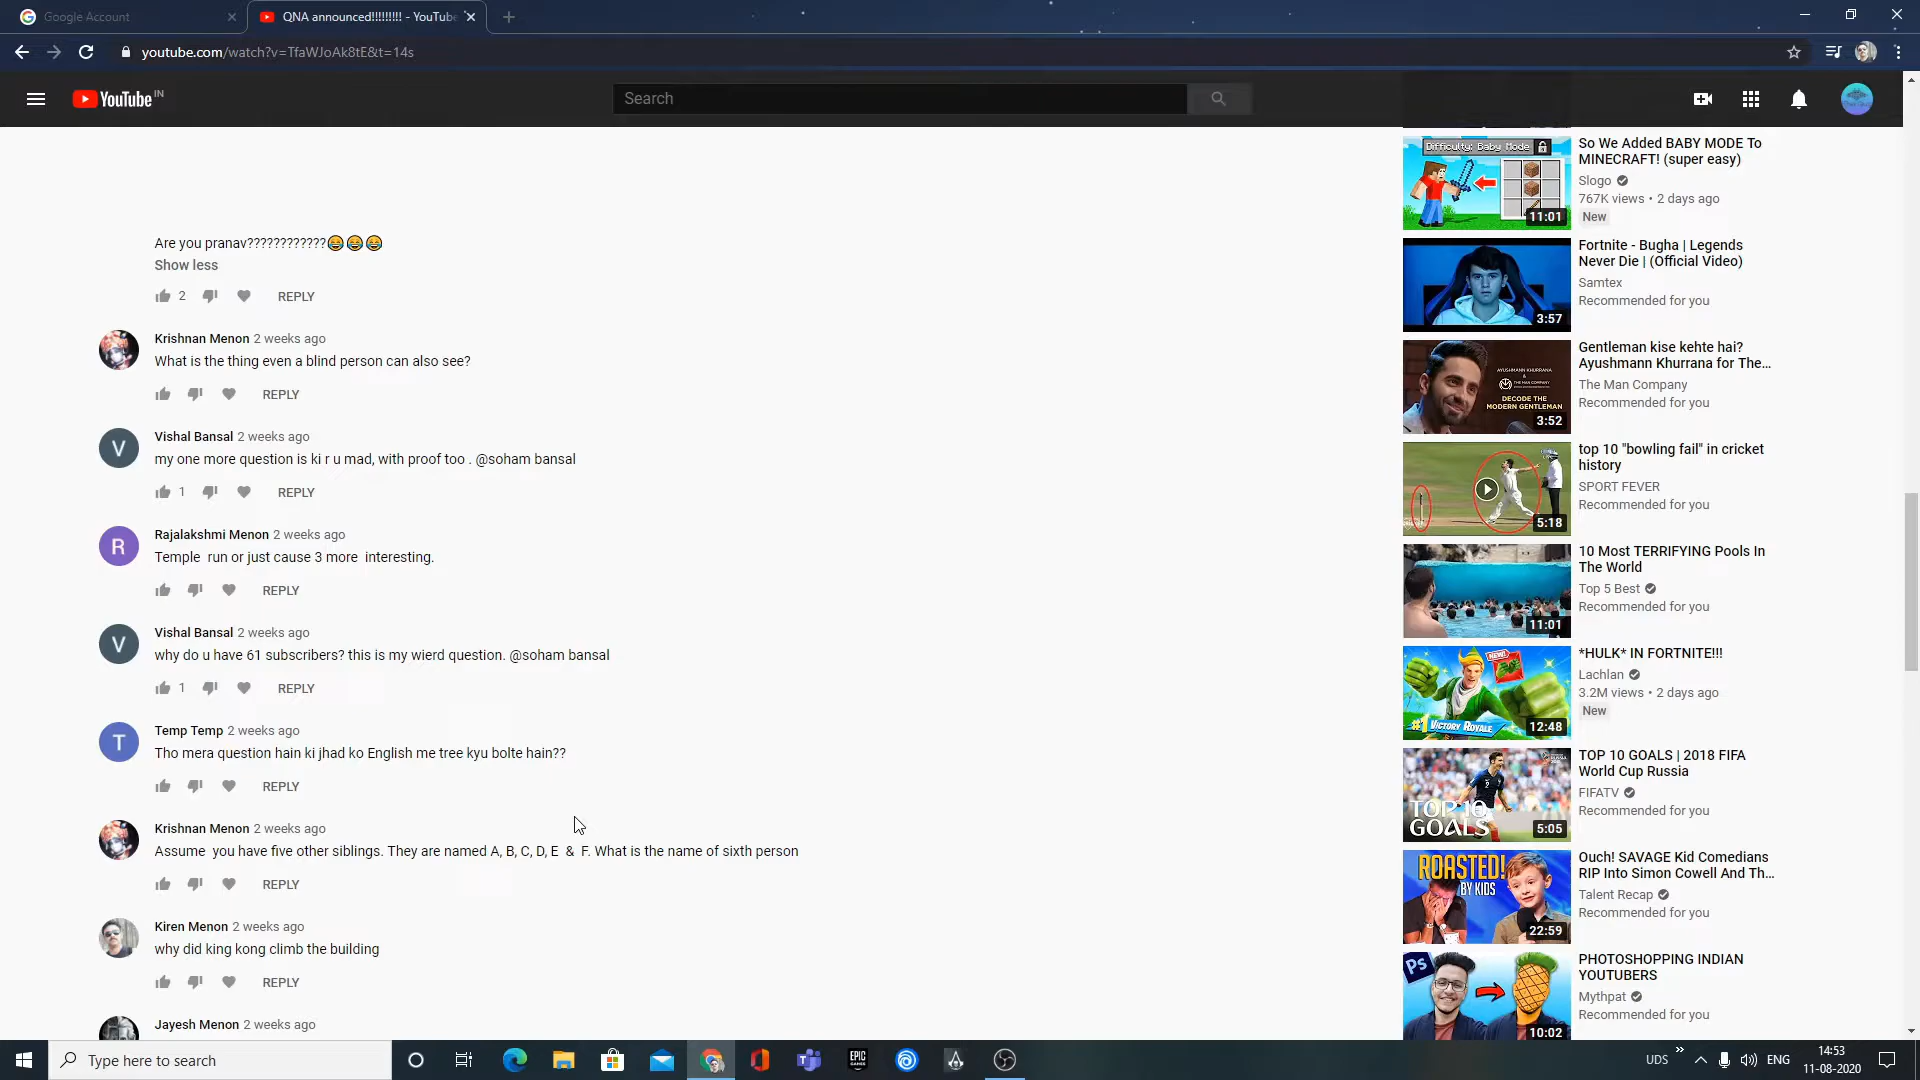 Google Account
QNA announced!!!!!!!!! - YouTube
youtube.com/watch?v=TfaWJoAk8tE&t=14s
YouTube IN
Search
Are you pranav????????????😂😂😂
Show less
2
REPLY
Krishnan Menon 2 weeks ago
What is the thing even a blind person can also see?
REPLY
Vishal Bansal 2 weeks ago
my one more question is ki r u mad, with proof too . @soham bansal
1
REPLY
Rajalakshmi Menon 2 weeks ago
Temple run or just cause 3 more interesting.
REPLY
Vishal Bansal 2 weeks ago
why do u have 61 subscribers? this is my wierd question. @soham bansal
1
REPLY
Temp Temp 2 weeks ago
Tho mera question hain ki jhad ko English me tree kyu bolte hain??
REPLY
Krishnan Menon 2 weeks ago
Assume you have five other siblings. They are named A, B, C, D, E & F. What is the name of sixth person
REPLY
Kiren Menon 2 weeks ago
why did king kong climb the building
REPLY
Jayesh Menon 2 weeks ago
V
R
V
T
Difficulty: Baby Mode
11:01
So We Added BABY MODE To
MINECRAFT! (super easy)
Slogo
767K views • 2 days ago
New
3:57
Fortnite - Bugha | Legends
Never Die | (Official Video)
Samtex
Recommended for you
AYUSHMANN KHURRANA
&
THE MAN COMPANY
DECODE THE
MODERN GENTLEMAN
3:52
Gentleman kise kehte hai?
Ayushmann Khurrana for The...
The Man Company
Recommended for you
5:18
top 10 "bowling fail" in cricket
history
SPORT FEVER
Recommended for you
11:01
10 Most TERRIFYING Pools In
The World
Top 5 Best
Recommended for you
NEW!
#1 VICTORY ROYALE
12:48
*HULK* IN FORTNITE!!!
Lachlan
3.2M views • 2 days ago
New
TOP 10
GOALS
5:05
TOP 10 GOALS | 2018 FIFA
World Cup Russia
FIFATV
Recommended for you
ROASTED!
BY KIDS
22:59
Ouch! SAVAGE Kid Comedians
RIP Into Simon Cowell And Th...
Talent Recap
Recommended for you
Ps
10:02
PHOTOSHOPPING INDIAN
YOUTUBERS
Mythpat
Recommended for you
Type here to search
EPIC
GAMES
UDS
ENG
14:53
11-08-2020